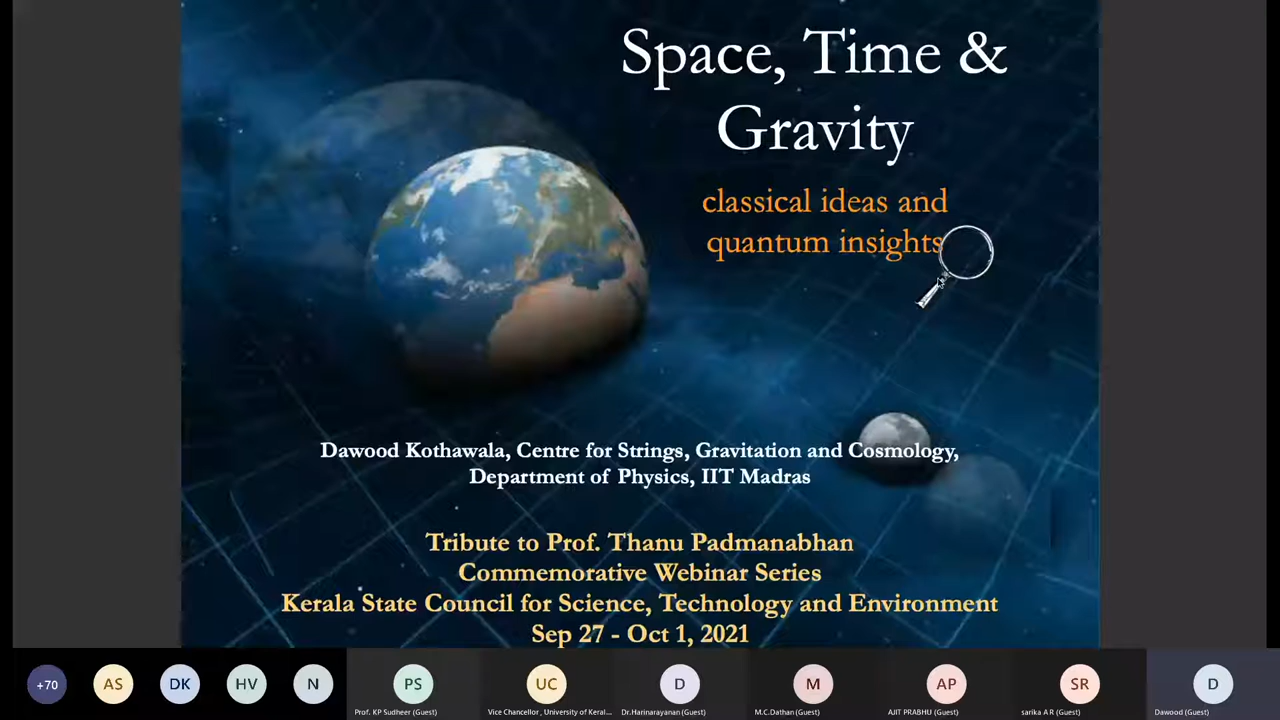 Space, Time &
Gravity
classical ideas and
quantum insights
Dawood Kothawala, Centre for Strings, Gravitation and Cosmology,
Department of Physics, IIT Madras
Tribute to Prof. Thanu Padmanabhan
Commemorative Webinar Series
Kerala State Council for Science, Technology and Environment
Sep 27 - Oct 1, 2021
+70
AS
DK
HV
N
PS
UC
D
M
AP
SR
D
Prof. KP Sudheer (Guest)
Vice Chancellor , University of Keral...
Dr.Harinarayanan (Guest)
M.C.Dathan (Guest)
AJIT PRABHU (Guest)
sarika A R (Guest)
Dawood (Guest)